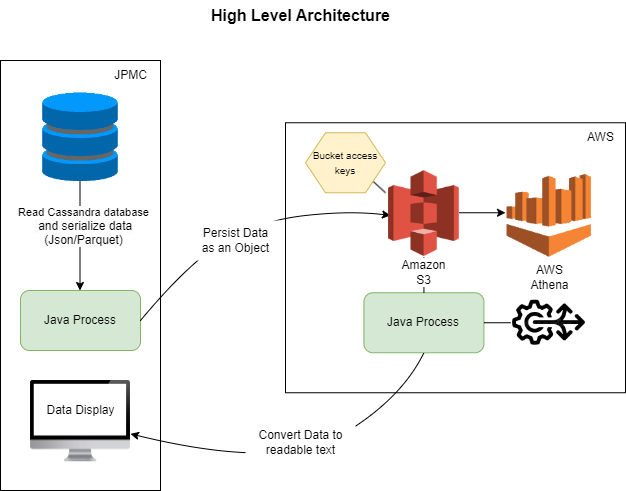 High Level Architecture
JPMC
Read Cassandra database
and serialize data
(Json/Parquet)
Java Process
Data Display
Persist Data
as an Object
AWS
Bucket access
keys
Amazon
S3
AWS
Athena
Java Process
Convert Data to
readable text